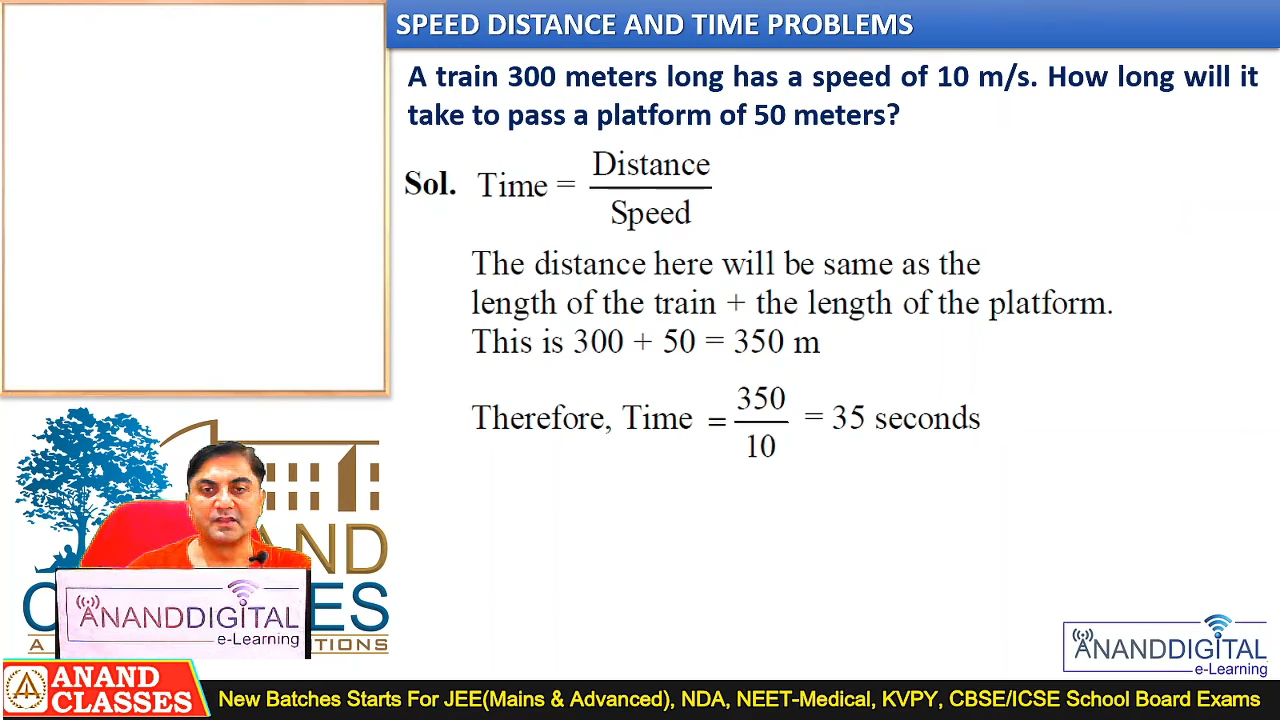 SPEED DISTANCE AND TIME PROBLEMS
A train 300 meters long has a speed of 10 m/s. How long will it
take to pass a platform of 50 meters?
Sol. Time = Distance
Speed
The distance here will be same as the
length of the train + the length of the platform.
This is 300 + 50 = 350 m
Therefore, Time = 350
10
= 35 seconds
AND
C ES
A TIONS
ANANDDIGITAL
e-Learning
ANANDDIGITAL
e-Learning
ANAND
CLASSES
New Batches Starts For JEE(Mains & Advanced), NDA, NEET-Medical, KVPY, CBSE/ICSE School Board Exams